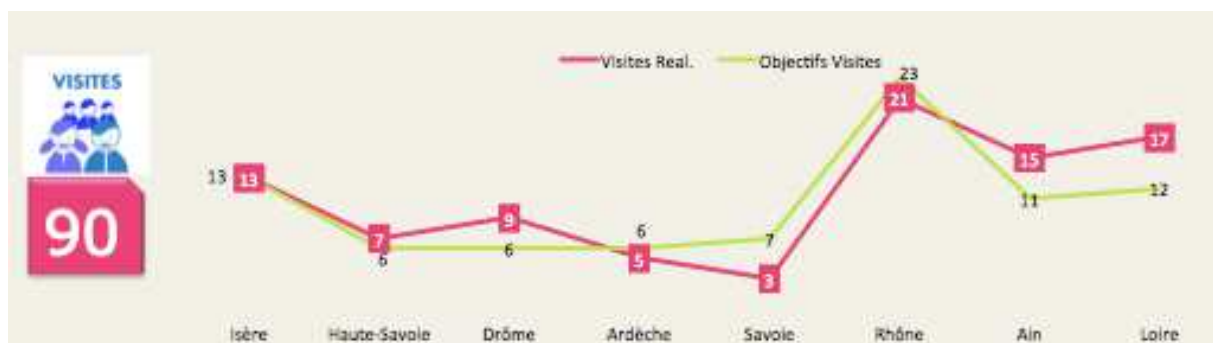 VISITES
90
Visites Real. Objectifs Visites
13 13 7 6 9 6 6 5 7 3 23 21 15 11 17 12
Isère Haute-Savoie Drôme Ardèche Savoie Rhône Ain Loire